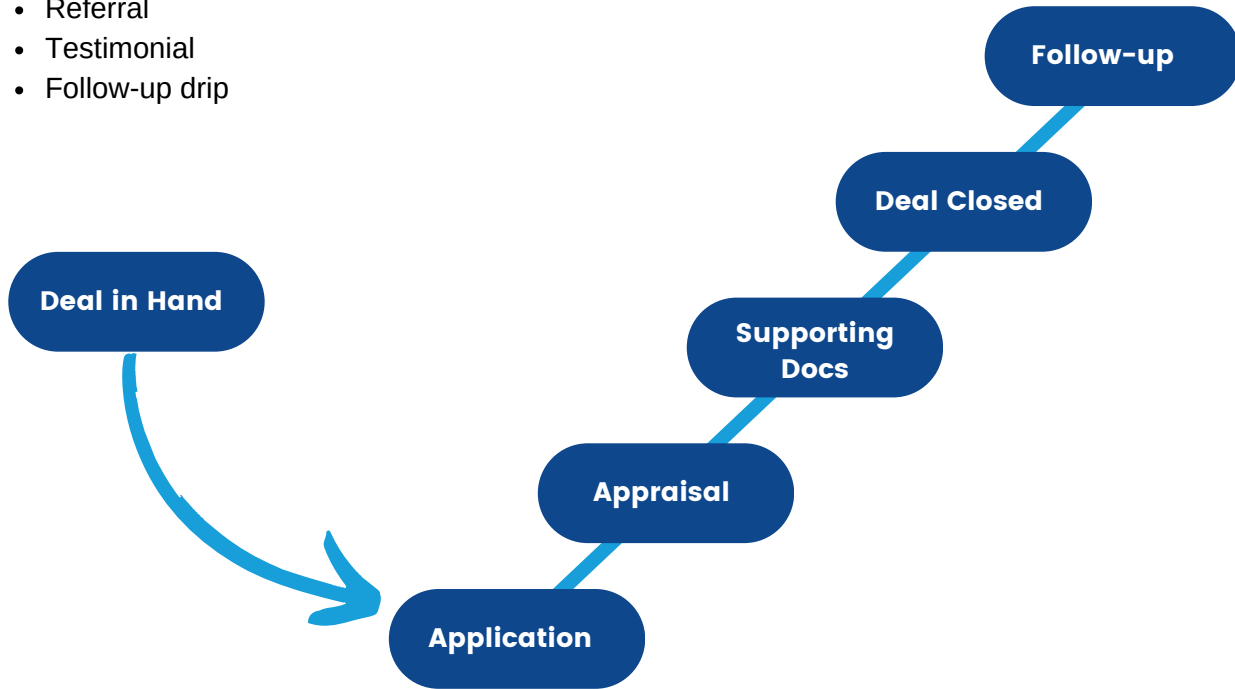 • Referral
• Testimonial
• Follow-up drip
Follow-up
Deal Closed
Deal in Hand
Supporting
Docs
Appraisal
Application